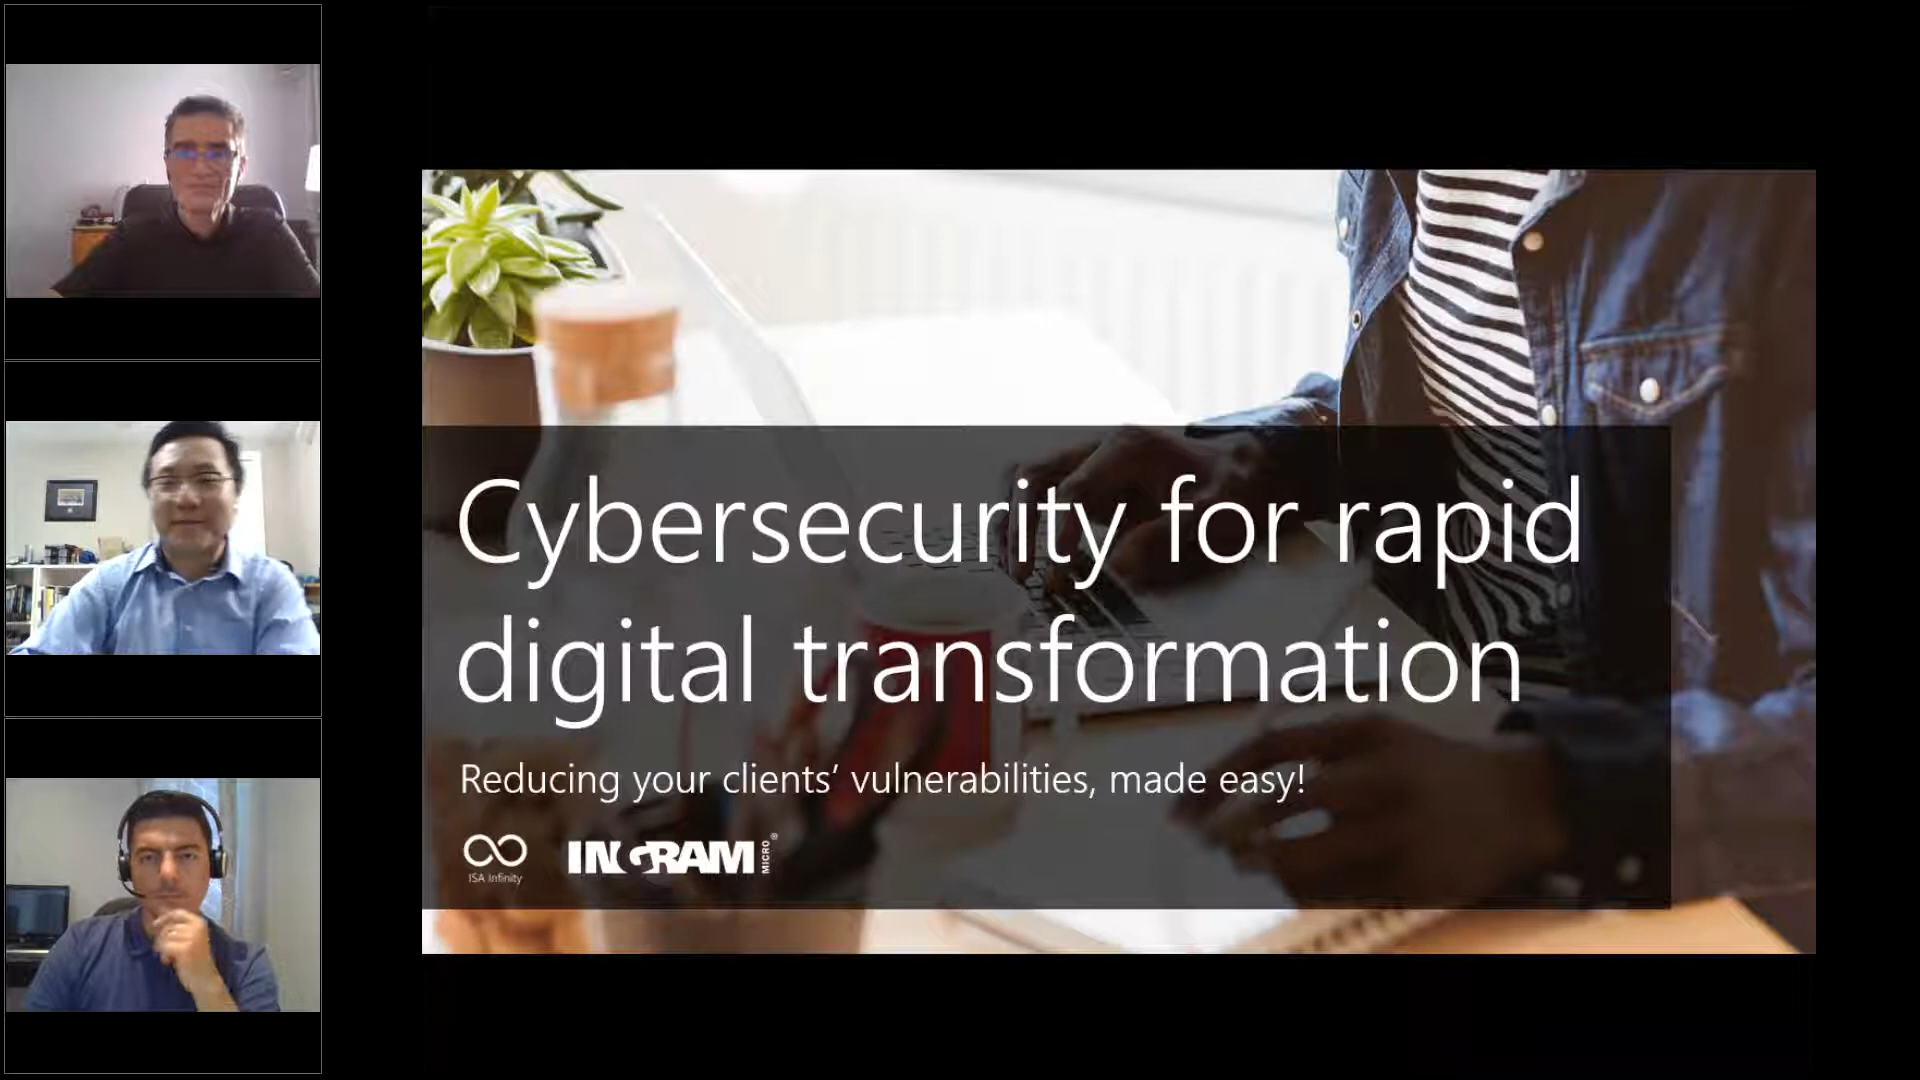 Cybersecurity for rapid
digital transformation
Reducing your clients’ vulnerabilities, made easy!
ISA Infinity
INGRAM MICRO®